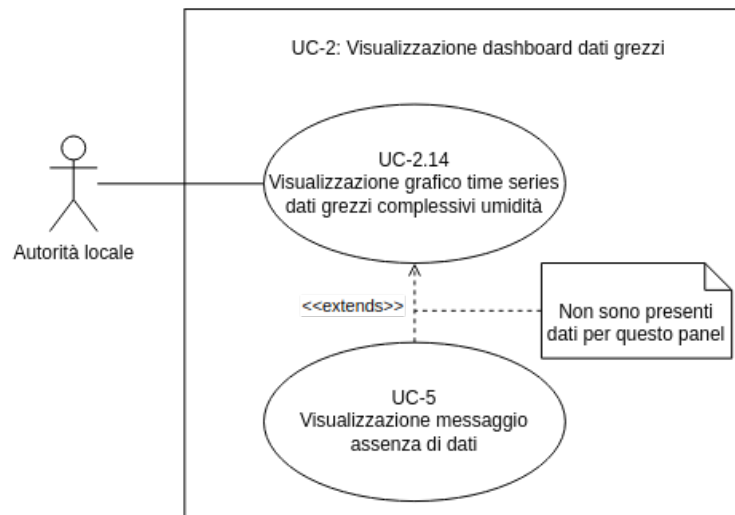 UC-2: Visualizzazione dashboard dati grezzi
UC-2.14
Visualizzazione grafico time series
dati grezzi complessivi umidità
Autorità locale
<<extends>>
Non sono presenti
dati per questo panel
UC-5
Visualizzazione messaggio
assenza di dati